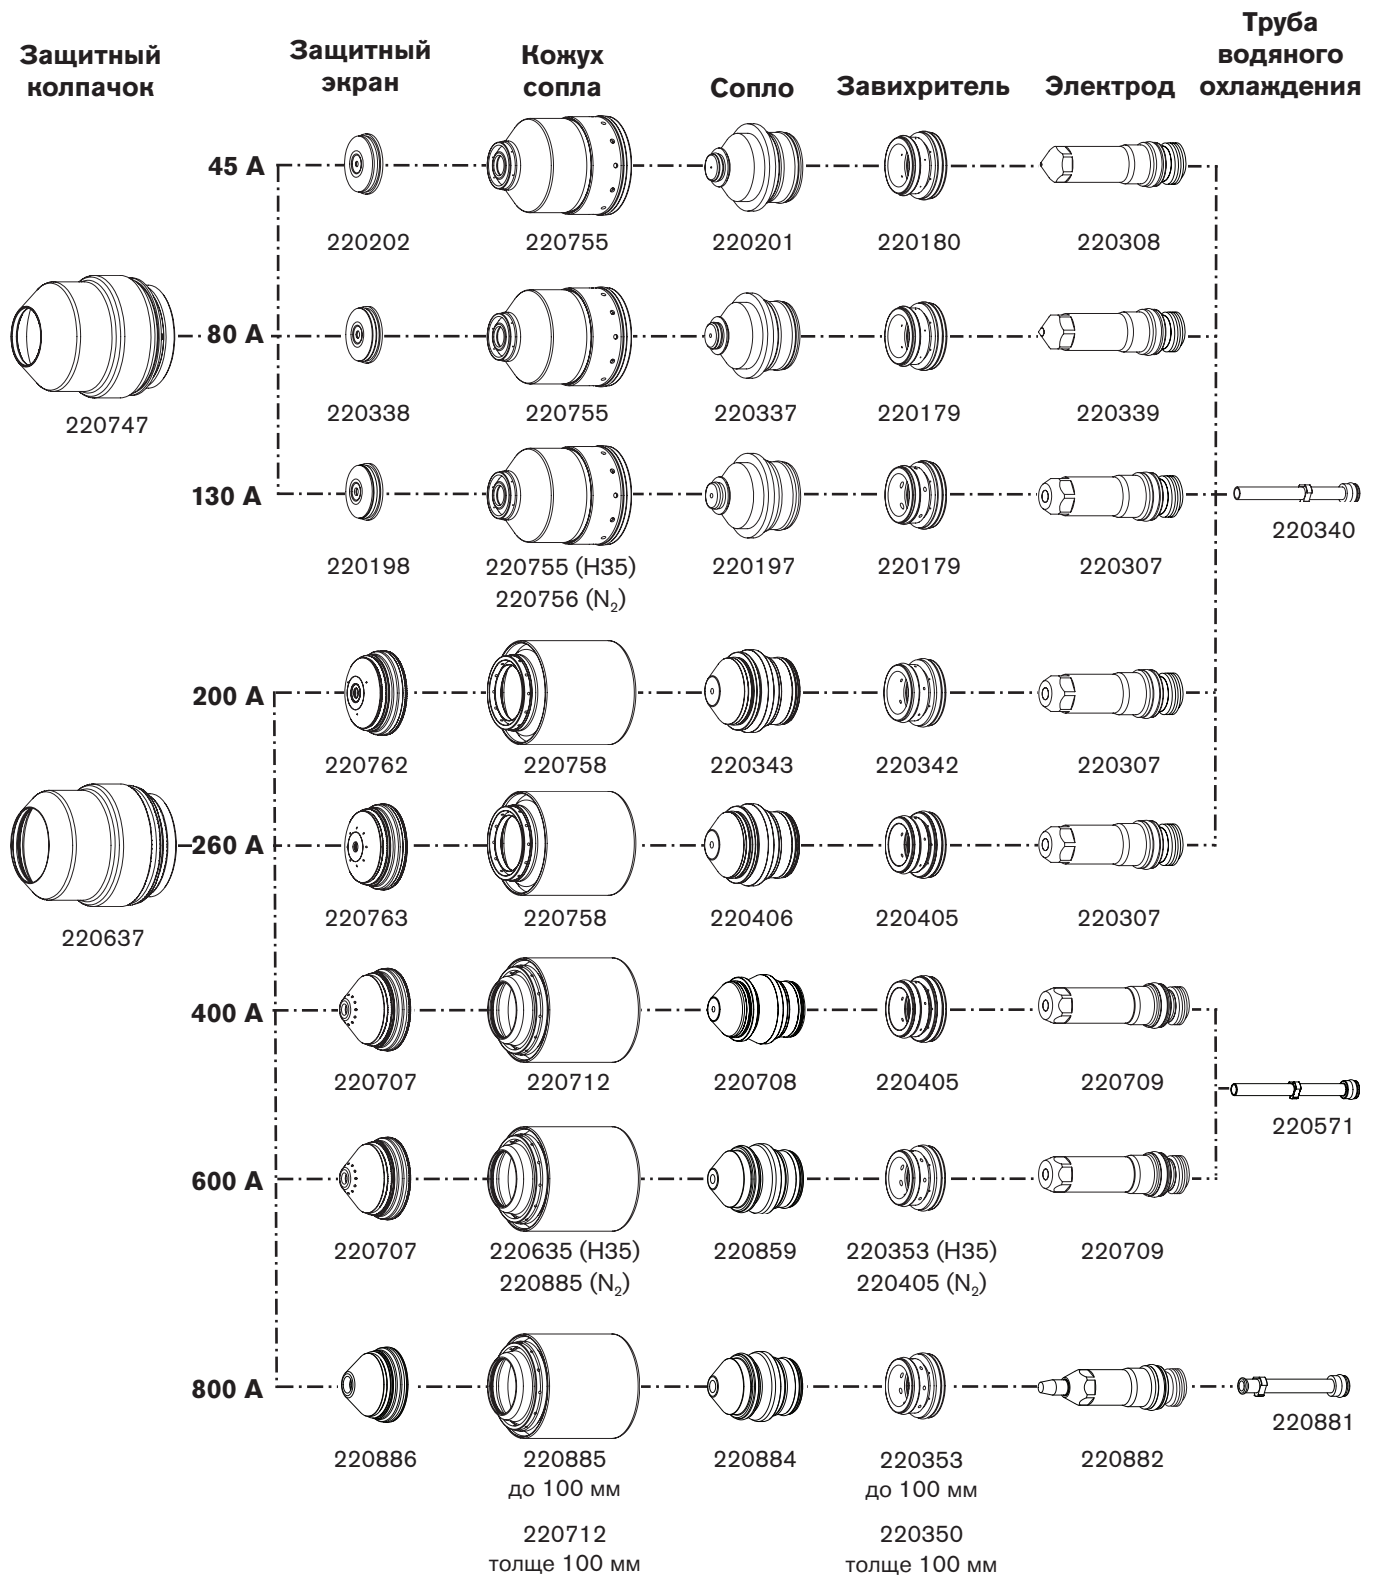 Защитный
колпачок
Защитный
экран
Кожух
сопла
Сопло
Завихритель
Электрод
Труба
водяного
охлаждения
45 A
220202
220755
220201
220180
220308
80 A
220747
220338
220755
220337
220179
220339
130 A
220340
220198
220755 (H35)
220756 (N₂)
220197
220179
220307
200 A
220762
220758
220343
220342
220307
260 A
220637
220763
220758
220406
220405
220307
400 A
220707
220712
220708
220405
220709
220571
600 A
220707
220635 (H35)
220885 (N₂)
220859
220353 (H35)
220405 (N₂)
220709
800 A
220881
220886
220885
до 100 мм
220712
толще 100 мм
220884
220353
до 100 мм
220350
толще 100 мм
220882